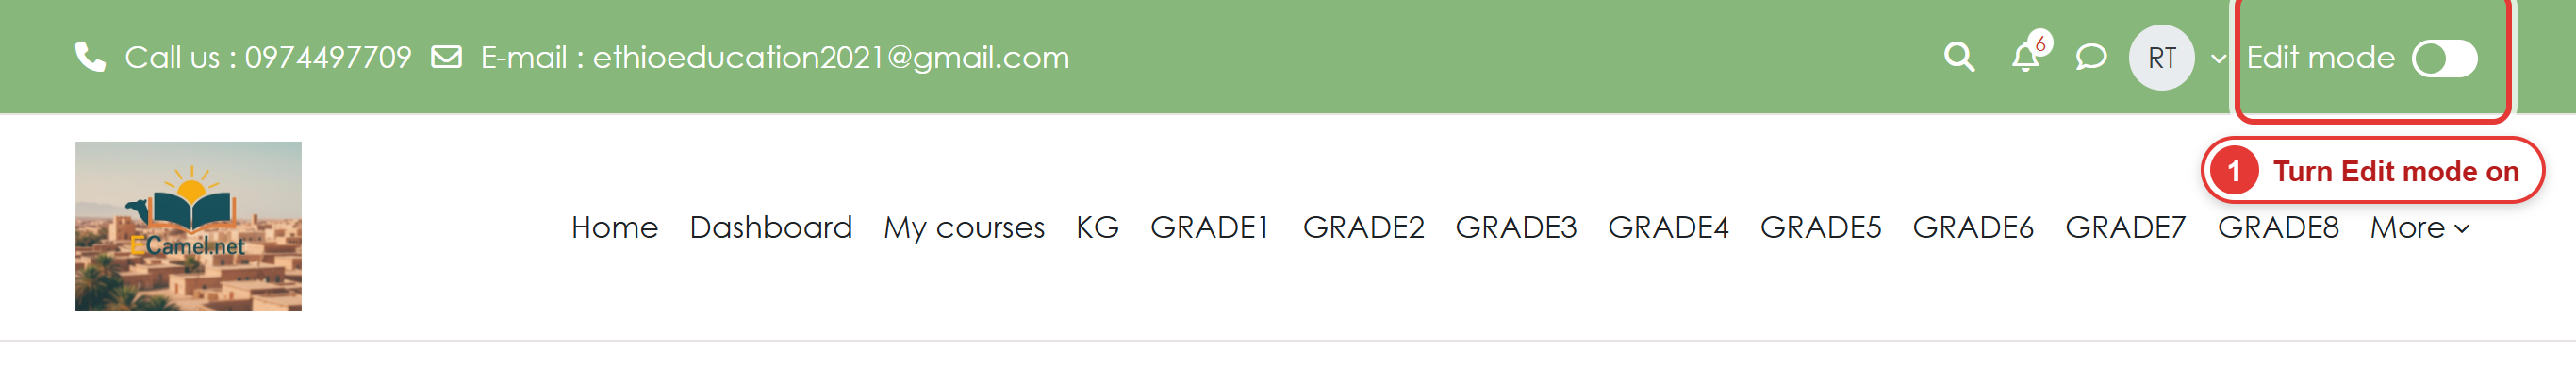 Call us : 0974497709 E-mail : ethioeducation2021@gmail.com 6 RT Edit mode
1 Turn Edit mode on
ECamel.net
Home Dashboard My courses KG GRADE1 GRADE2 GRADE3 GRADE4 GRADE5 GRADE6 GRADE7 GRADE8 More